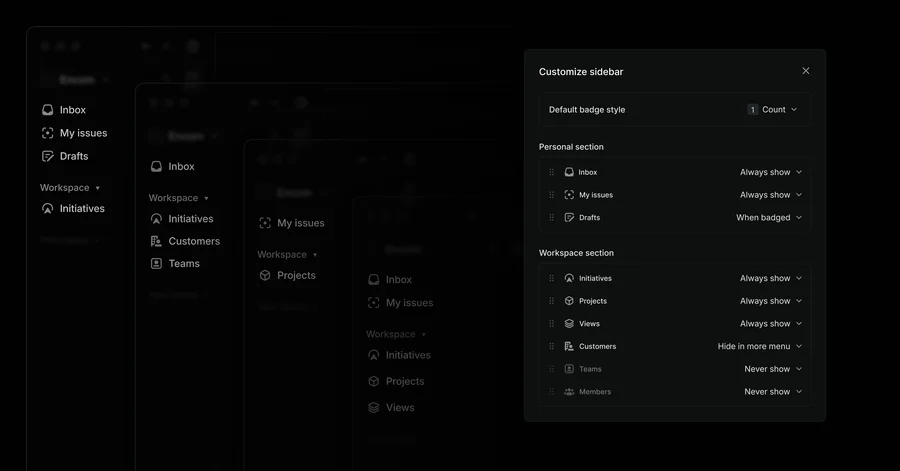 Inbox
My issues
Drafts
Workspace
Initiatives
Inbox
Workspace
Initiatives
Customers
Teams
My issues
Workspace
Projects
Inbox
My issues
Workspace
Initiatives
Projects
Views
Customize sidebar
Default badge style 1 Count
Personal section
Inbox Always show
My issues Always show
Drafts When badged
Workspace section
Initiatives Always show
Projects Always show
Views Always show
Customers Hide in more menu
Teams Never show
Members Never show